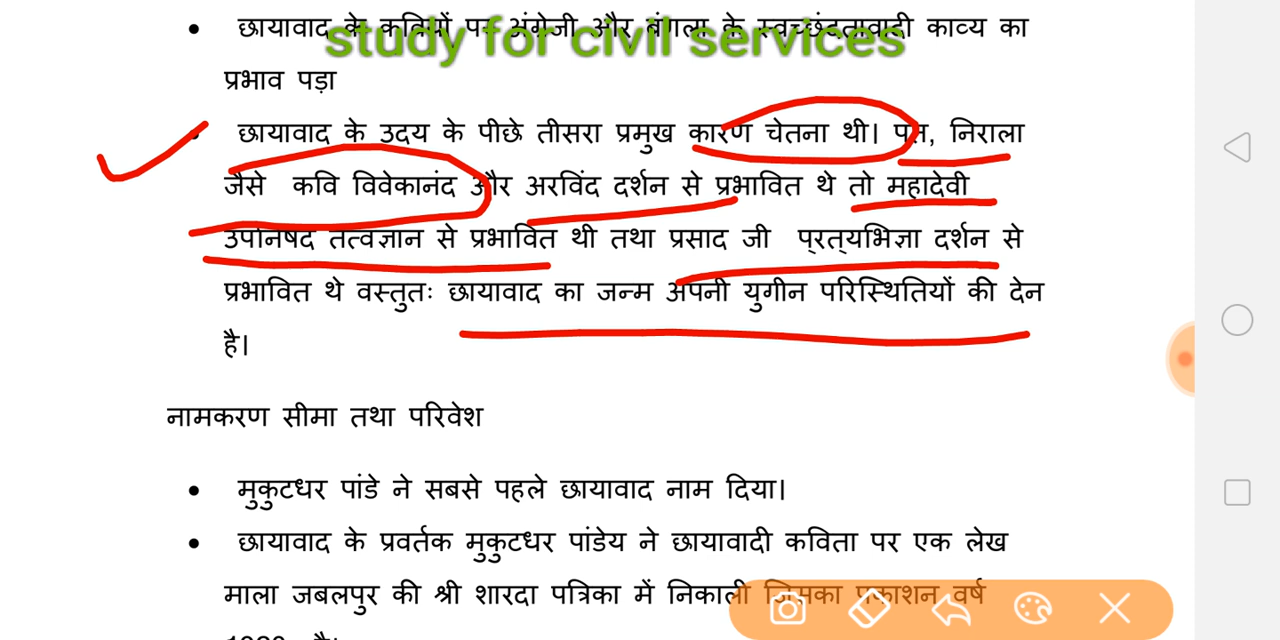 छायावाद के कवियों पर अंग्रेजी और बंगला के स्वच्छंदतावादी काव्य का
study for civil services
प्रभाव पड़ा
छायावाद के उदय के पीछे तीसरा प्रमुख कारण चेतना थी। पंत, निराला
जैसे कवि विवेकानंद और अरविंद दर्शन से प्रभावित थे तो महादेवी
उपनिषद तत्वज्ञान से प्रभावित थी तथा प्रसाद जी प्रत्यभिज्ञा दर्शन से
प्रभावित थे वस्तुतः छायावाद का जन्म अपनी युगीन परिस्थितियों की देन
है।
नामकरण सीमा तथा परिवेश
मुकुटधर पांडे ने सबसे पहले छायावाद नाम दिया।
छायावाद के प्रवर्तक मुकुटधर पांडेय ने छायावादी कविता पर एक लेख
माला जबलपुर की श्री शारदा पत्रिका में निकाली जिसका प्रकाशन वर्ष